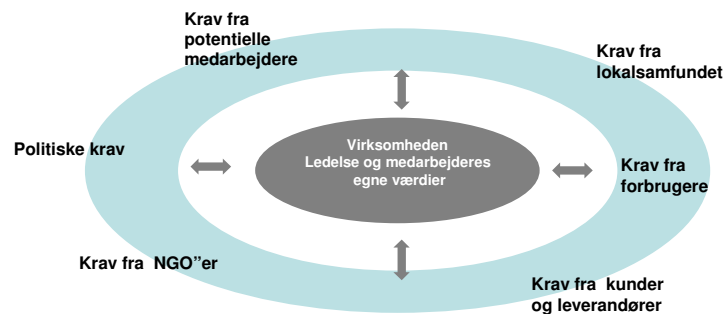 Krav fra
potentielle
medarbejdere
Krav fra
lokalsamfundet
Politiske krav
Virksomheden
Ledelse og medarbejderes
egne værdier
Krav fra
forbrugere
Krav fra  NGO”er
Krav fra  kunder
og leverandører